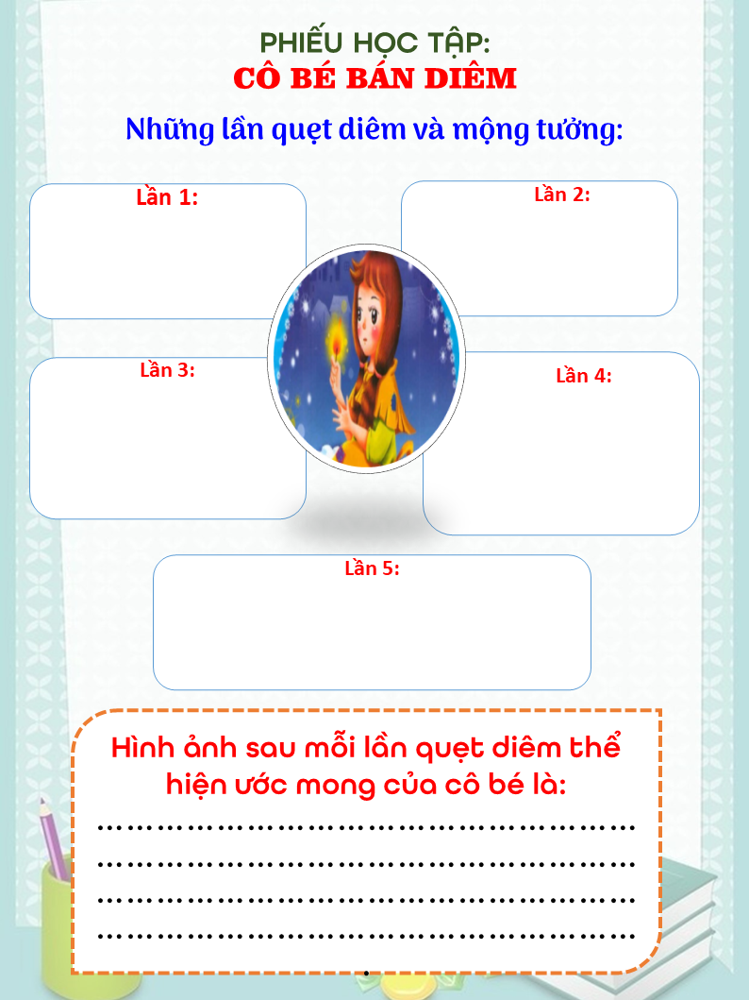 PHIẾU HỌC TẬP:
CÔ BÉ BÁN DIÊM
Những lần quẹt diêm và mộng tưởng:
Lần 1:
Lần 2:
Lần 3:
Lần 4:
Lần 5:
Hình ảnh sau mỗi lần quẹt diêm thể
hiện ước mong của cô bé là:
………………………………………………
………………………………………………
………………………………………………
………………………………………………
.